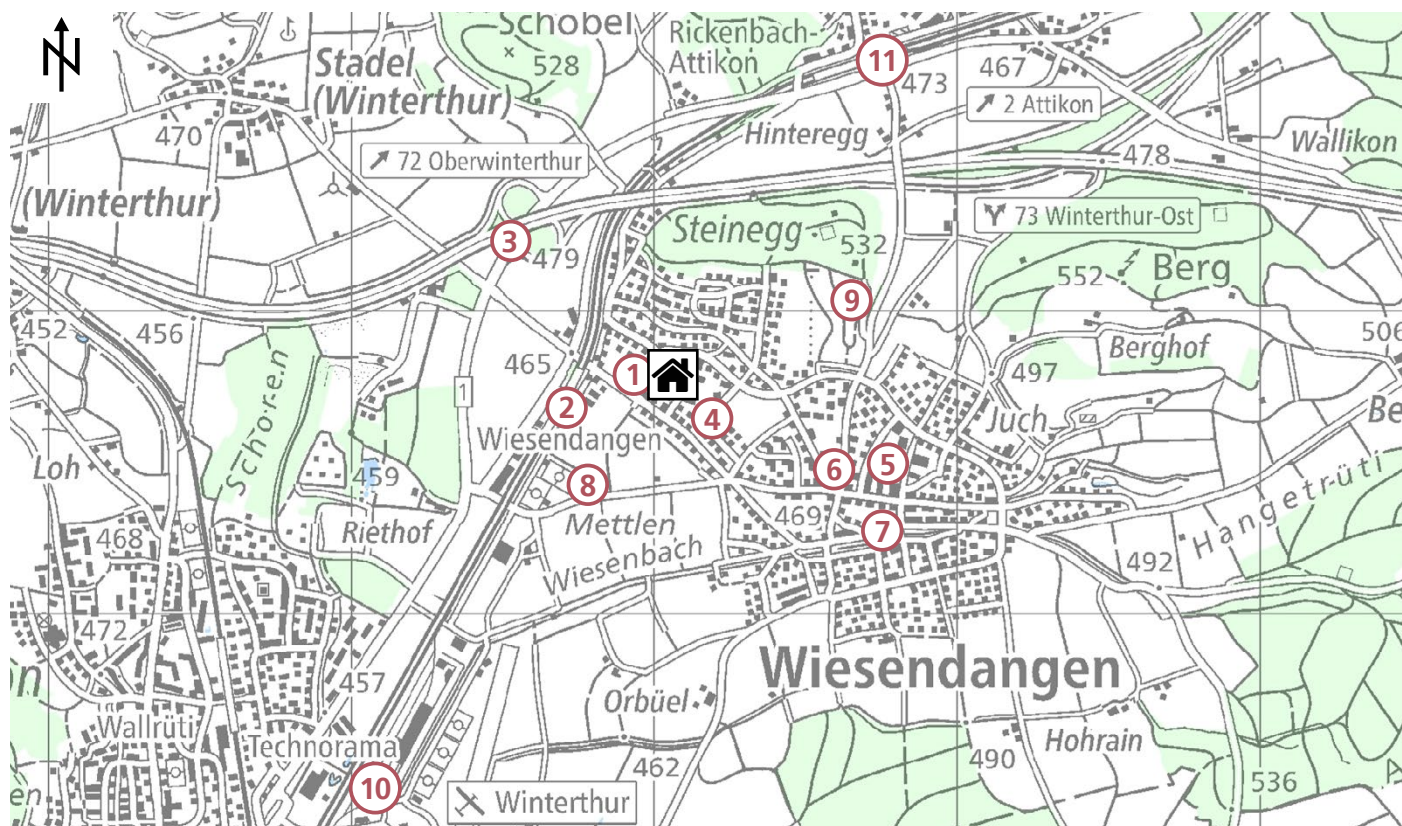 N
Schobel
528
Rickenbach-
Attikon
11
473
467
2 Attikon
Stadel
(Winterthur)
470
72 Oberwinterthur
Hinteregg
Wallikon
478
(Winterthur)
3
479
Steinegg
532
73 Winterthur-Ost
552
Berg
9
452
456
465
1
506
Berghof
497
Schoren
1
2
4
Juch
Be
Wiesendangen
Loh
459
8
6
5
Hangetrüti
Riethof
Mettlen
469
7
468
Wiesenbach
492
472
Wiesendangen
457
Orbüel
Wallrüti
Technorama
Hohrain
462
490
10
Winterthur
536
en